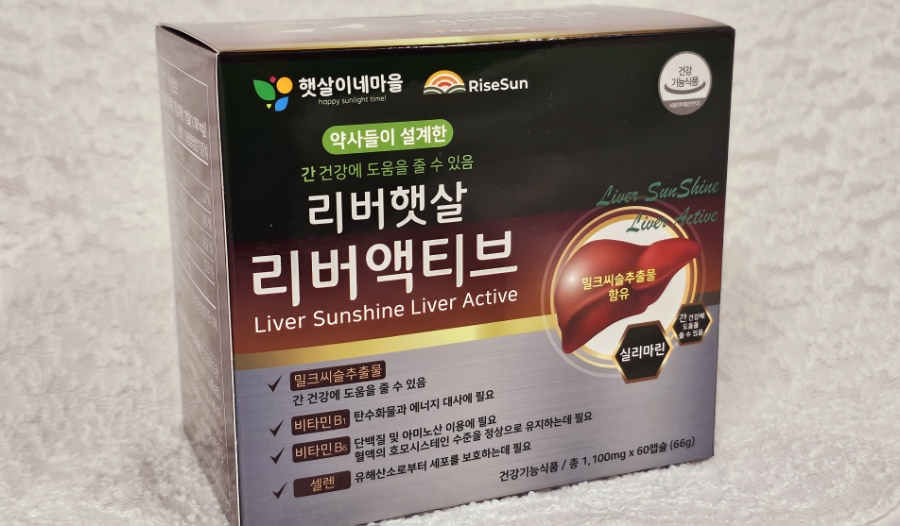 햇살이네마을
happy sunlight time!
RiseSun
건강
기능식품
약사들이 설계한
간 건강에 도움을 줄 수 있음
리버햇살
리버액티브
Liver Sunshine Liver Active
Liver SunShine
Liver Active
밀크씨슬추출물
함유
실리마린
간 건강에
도움을
줄 수 있음
밀크씨슬추출물
간 건강에 도움을 줄 수 있음
비타민B₁ 탄수화물과 에너지 대사에 필요
비타민B₆ 단백질 및 아미노산 이용에 필요
혈액의 호모시스테인 수준을 정상으로 유지하는데 필요
셀렌 유해산소로부터 세포를 보호하는데 필요
건강기능식품 / 총 1,100mg x 60캡슐 (66g)